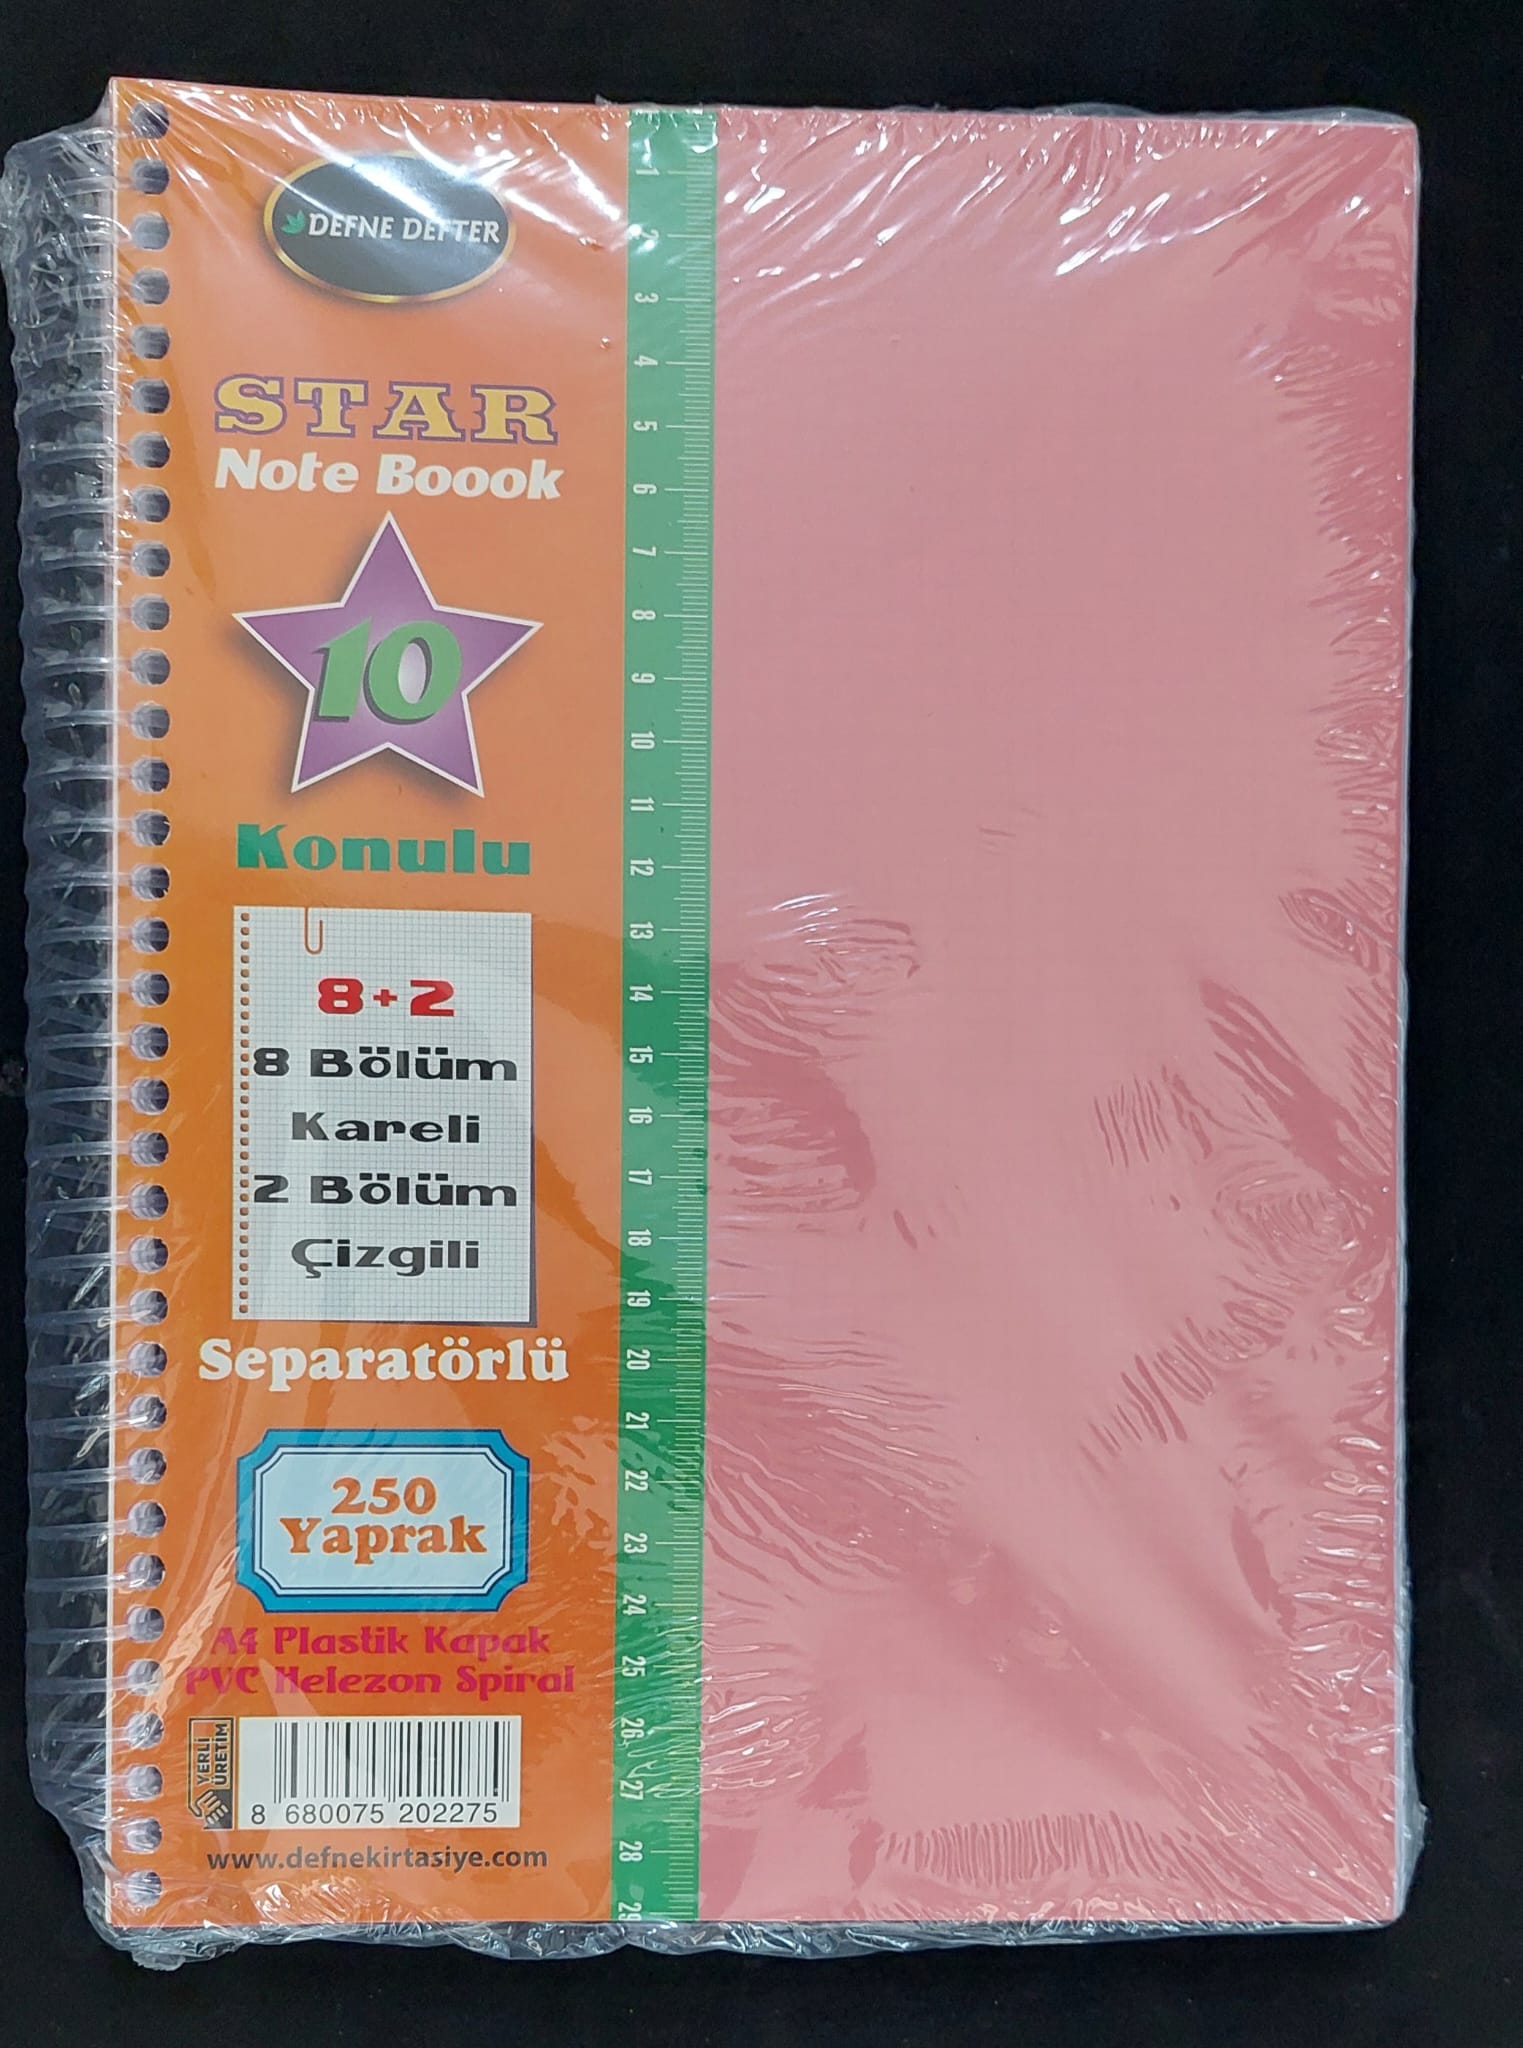 DEFNE DEFTER
STAR
Note Boook
10
Konulu
8+2
8 Bölüm
Kareli
2 Bölüm
Çizgili
Separatörlü
250
Yaprak
A4 Plastik Kapak
PVC Helezon Spiral
YERLİ
ÜRETİM
8 680075 202275
www.defnekirtasiye.com
1
2
3
4
5
6
7
8
9
10
11
12
13
14
15
16
17
18
19
20
21
22
23
24
25
26
27
28
29